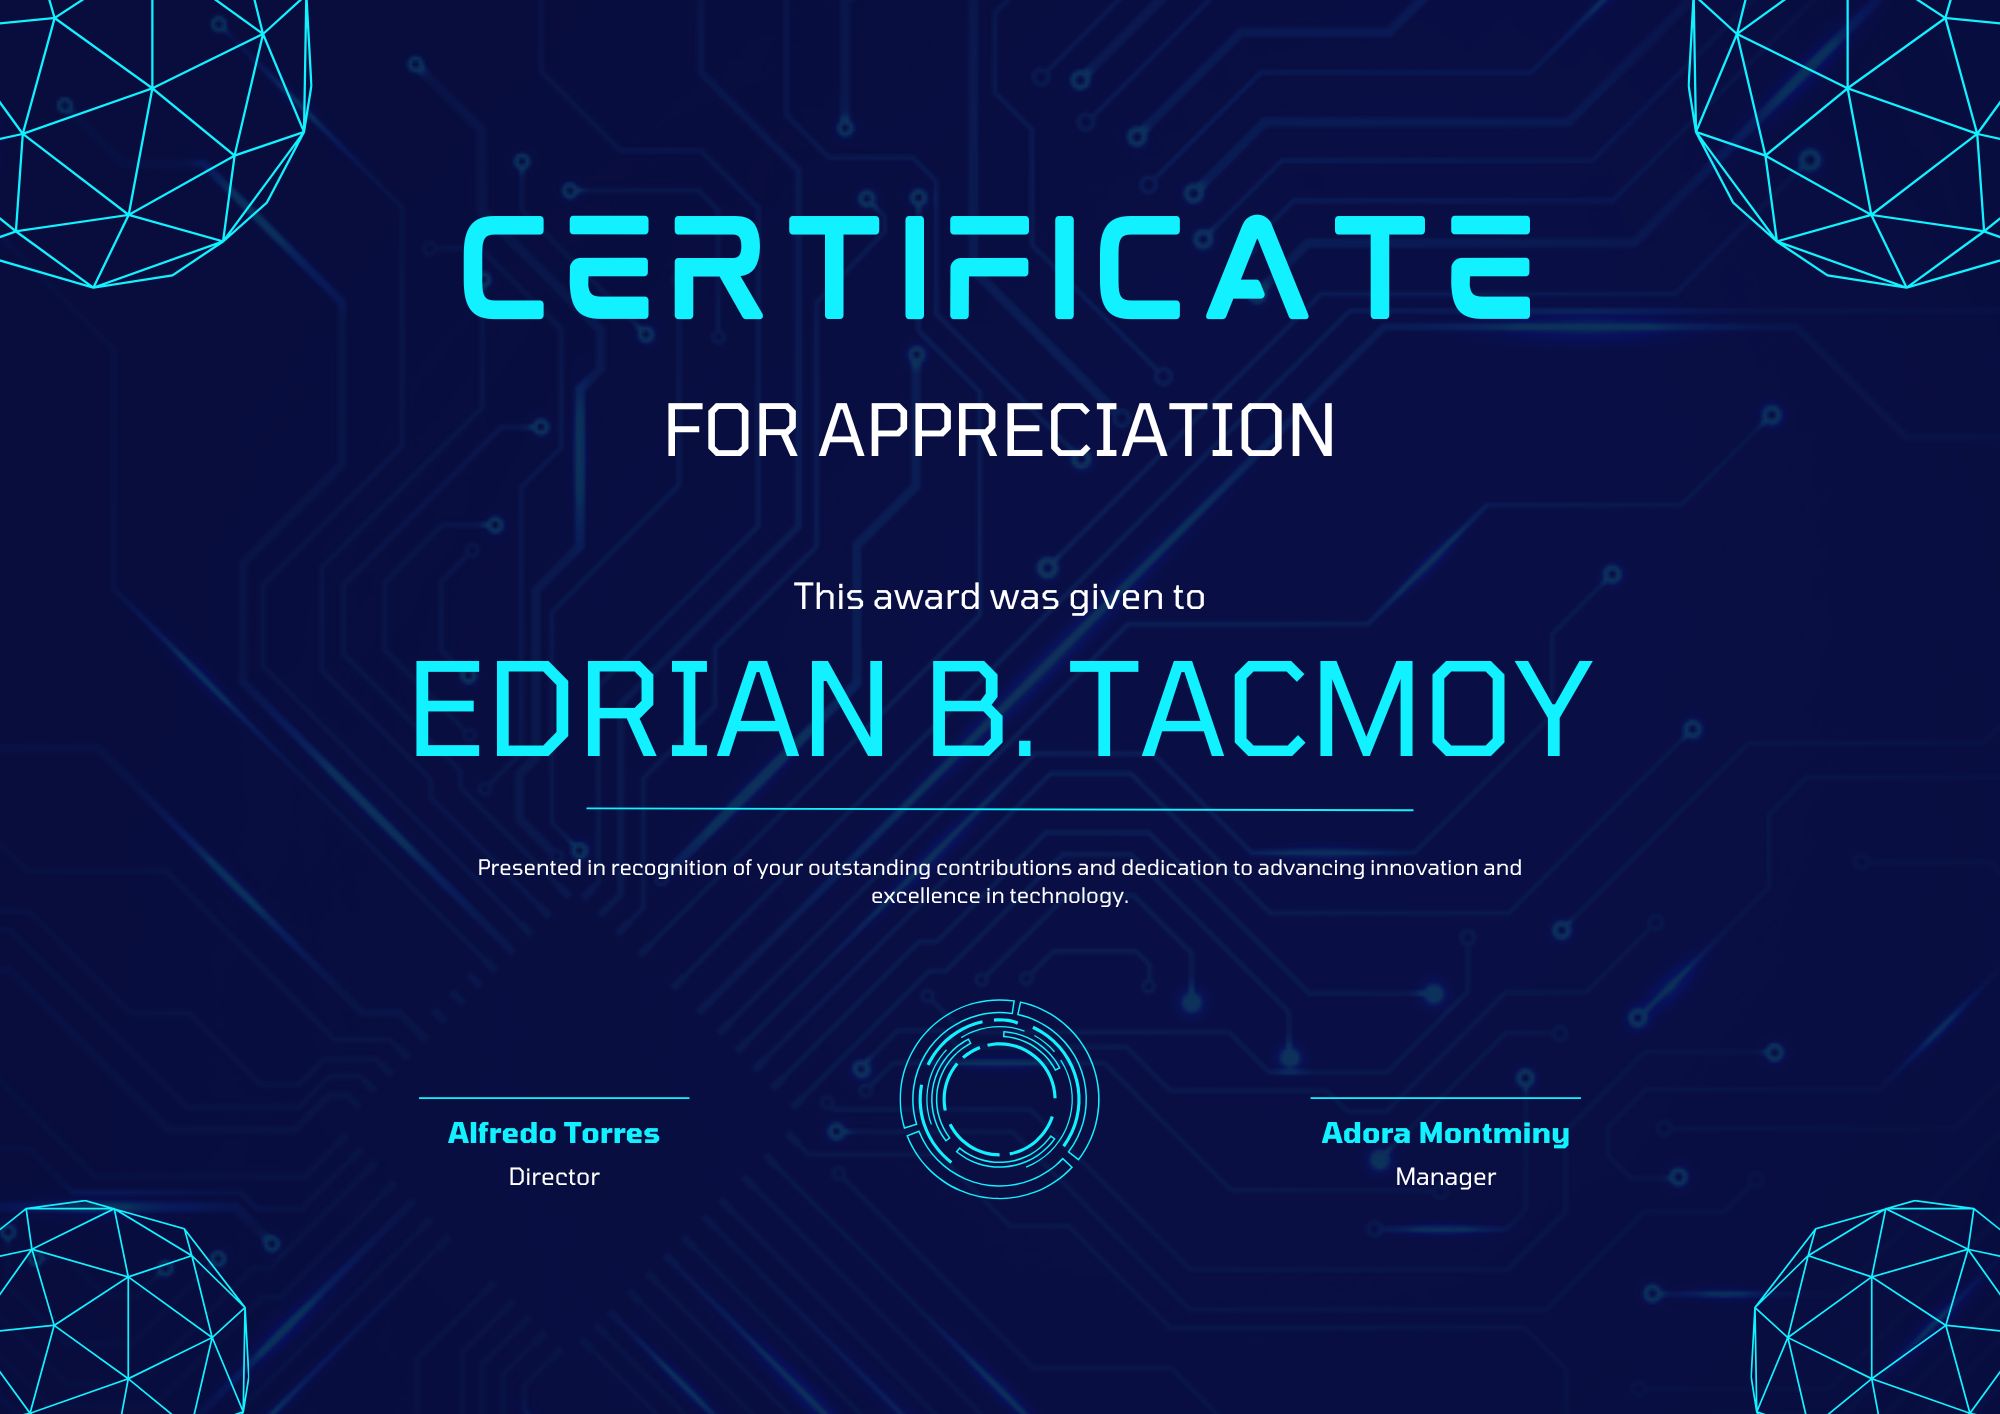 CERTIFICATE
FOR APPRECIATION
This award was given to
EDRIAN B. TACMOY
Presented in recognition of your outstanding contributions and dedication to advancing innovation and
excellence in technology.
Alfredo Torres
Director
Adora Montminy
Manager